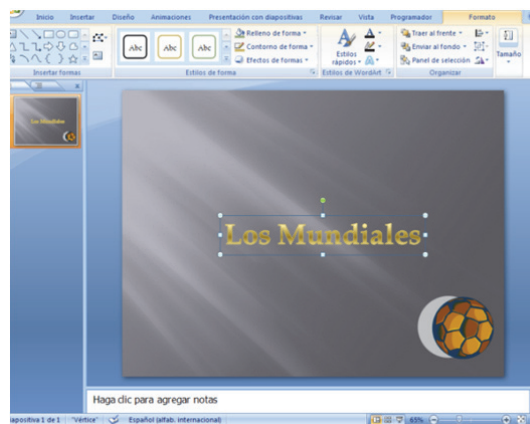 Inicio Insertar Diseño Animaciones Presentación con diapositivas Revisar Vista Programador Formato
Abc Abc Abc
Relleno de forma
Contorno de forma
Efectos de formas
Estilos rápidos
Traer al frente
Enviar al fondo
Panel de selección
Tamaño
Insertar formas Estilos de forma Estilos de WordArt Organizar
Los Mundiales
Los Mundiales
Haga clic para agregar notas
apositiva 1 de 1 "Vértice" Español (alfab. internacional) 65%